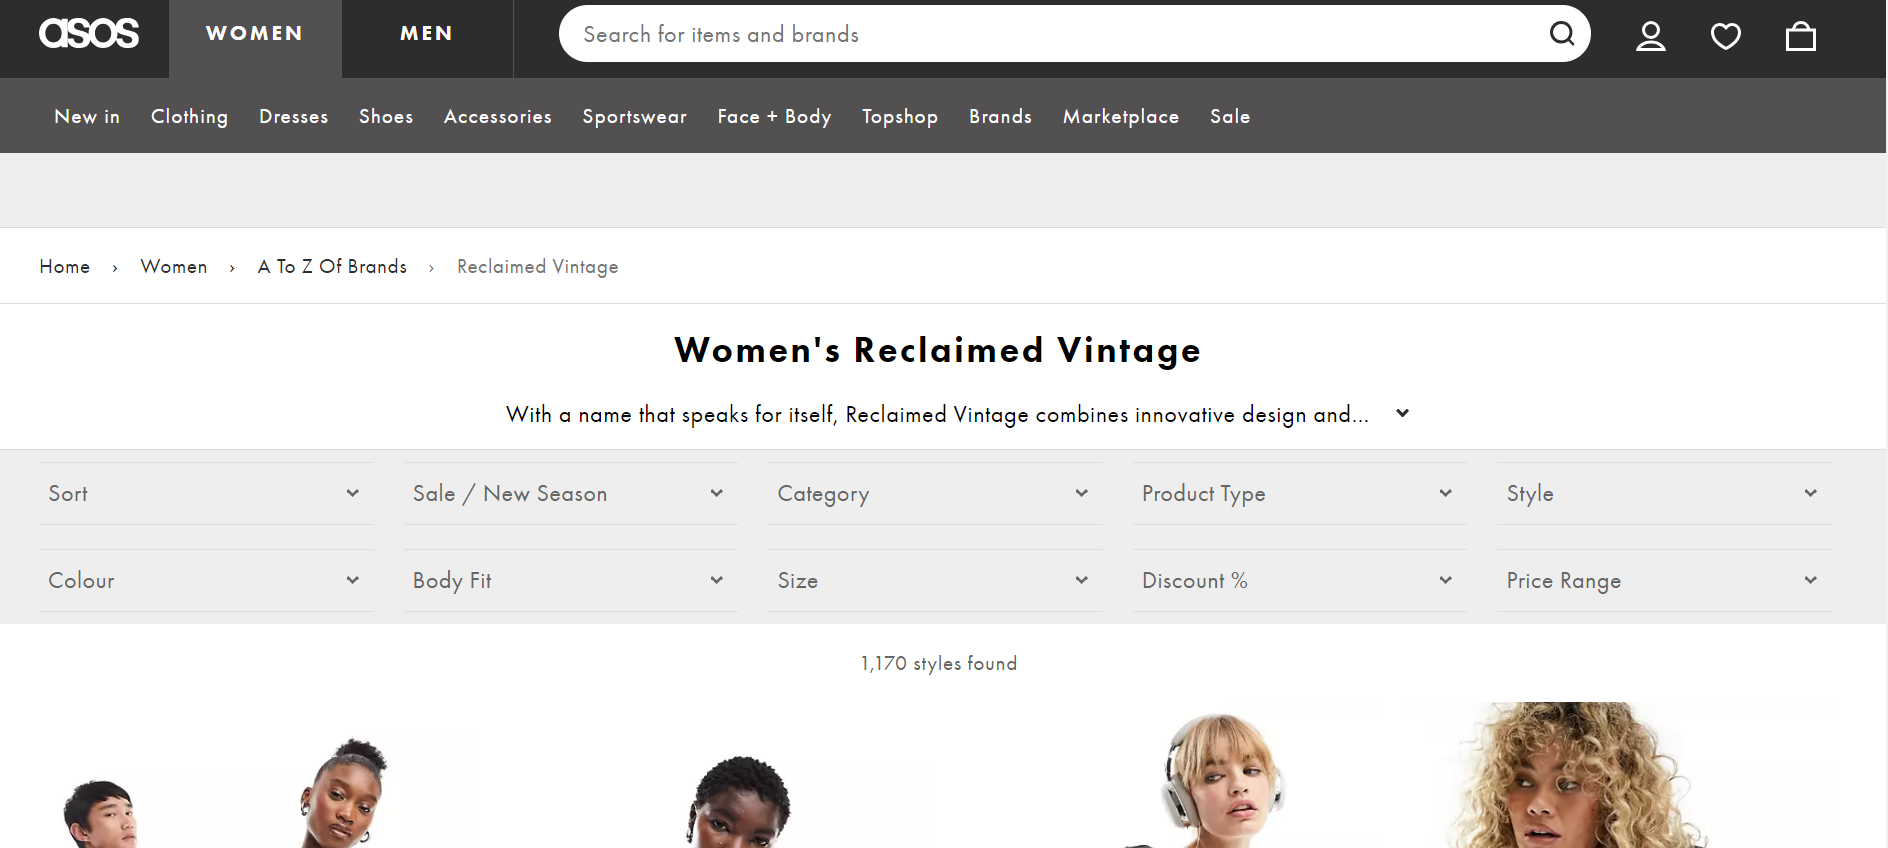 asos WOMEN MEN Search for items and brands
New in Clothing Dresses Shoes Accessories Sportswear Face + Body Topshop Brands Marketplace Sale
Home › Women › A To Z Of Brands › Reclaimed Vintage
Women's Reclaimed Vintage
With a name that speaks for itself, Reclaimed Vintage combines innovative design and...
Sort Sale / New Season Category Product Type Style
Colour Body Fit Size Discount % Price Range
1,170 styles found